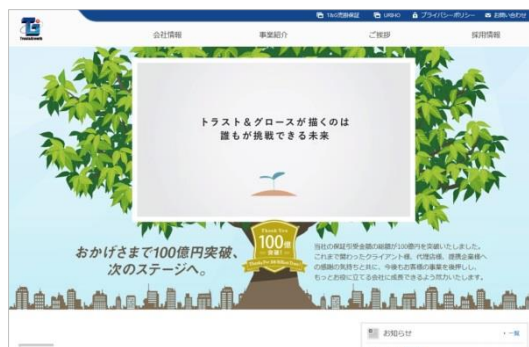 T&G売掛保証
URIHO
プライバシーポリシー
お問い合わせ
会社情報
事業紹介
ご挨拶
採用情報
トラスト＆グロースが描くのは
誰もが挑戦できる未来
Thank You
100億
突破!
おかげさまで100億円突破、
次のステージへ。
当社の保証引受金額の総額が100億円を突破いたしました。
これまで関わったクライアント様、代理店様、提携企業様へ
の感謝の気持ちと共に、今後もお客様の事業を後押しし、
もっとお役に立てる会社に成長できるよう尽力いたします。
お知らせ
一覧